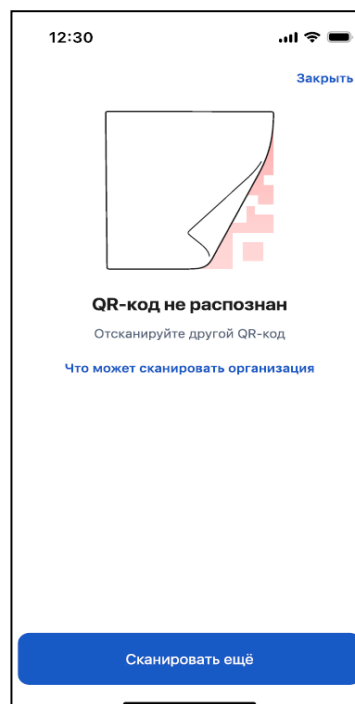 12:30
Закрыть
QR-код не распознан
Отсканируйте другой QR-код
Что может сканировать организация
Сканировать ещё